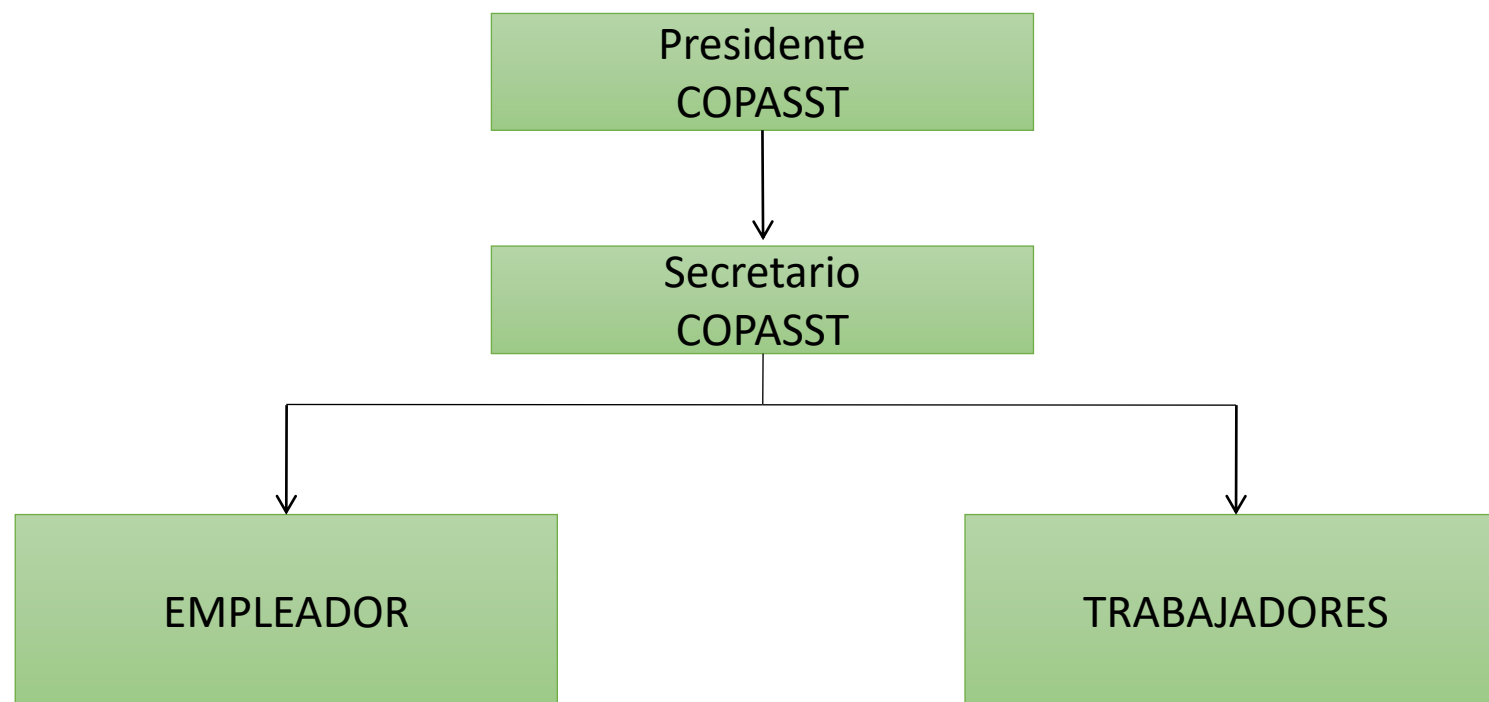 Presidente
COPASST
Secretario
COPASST
EMPLEADOR
TRABAJADORES